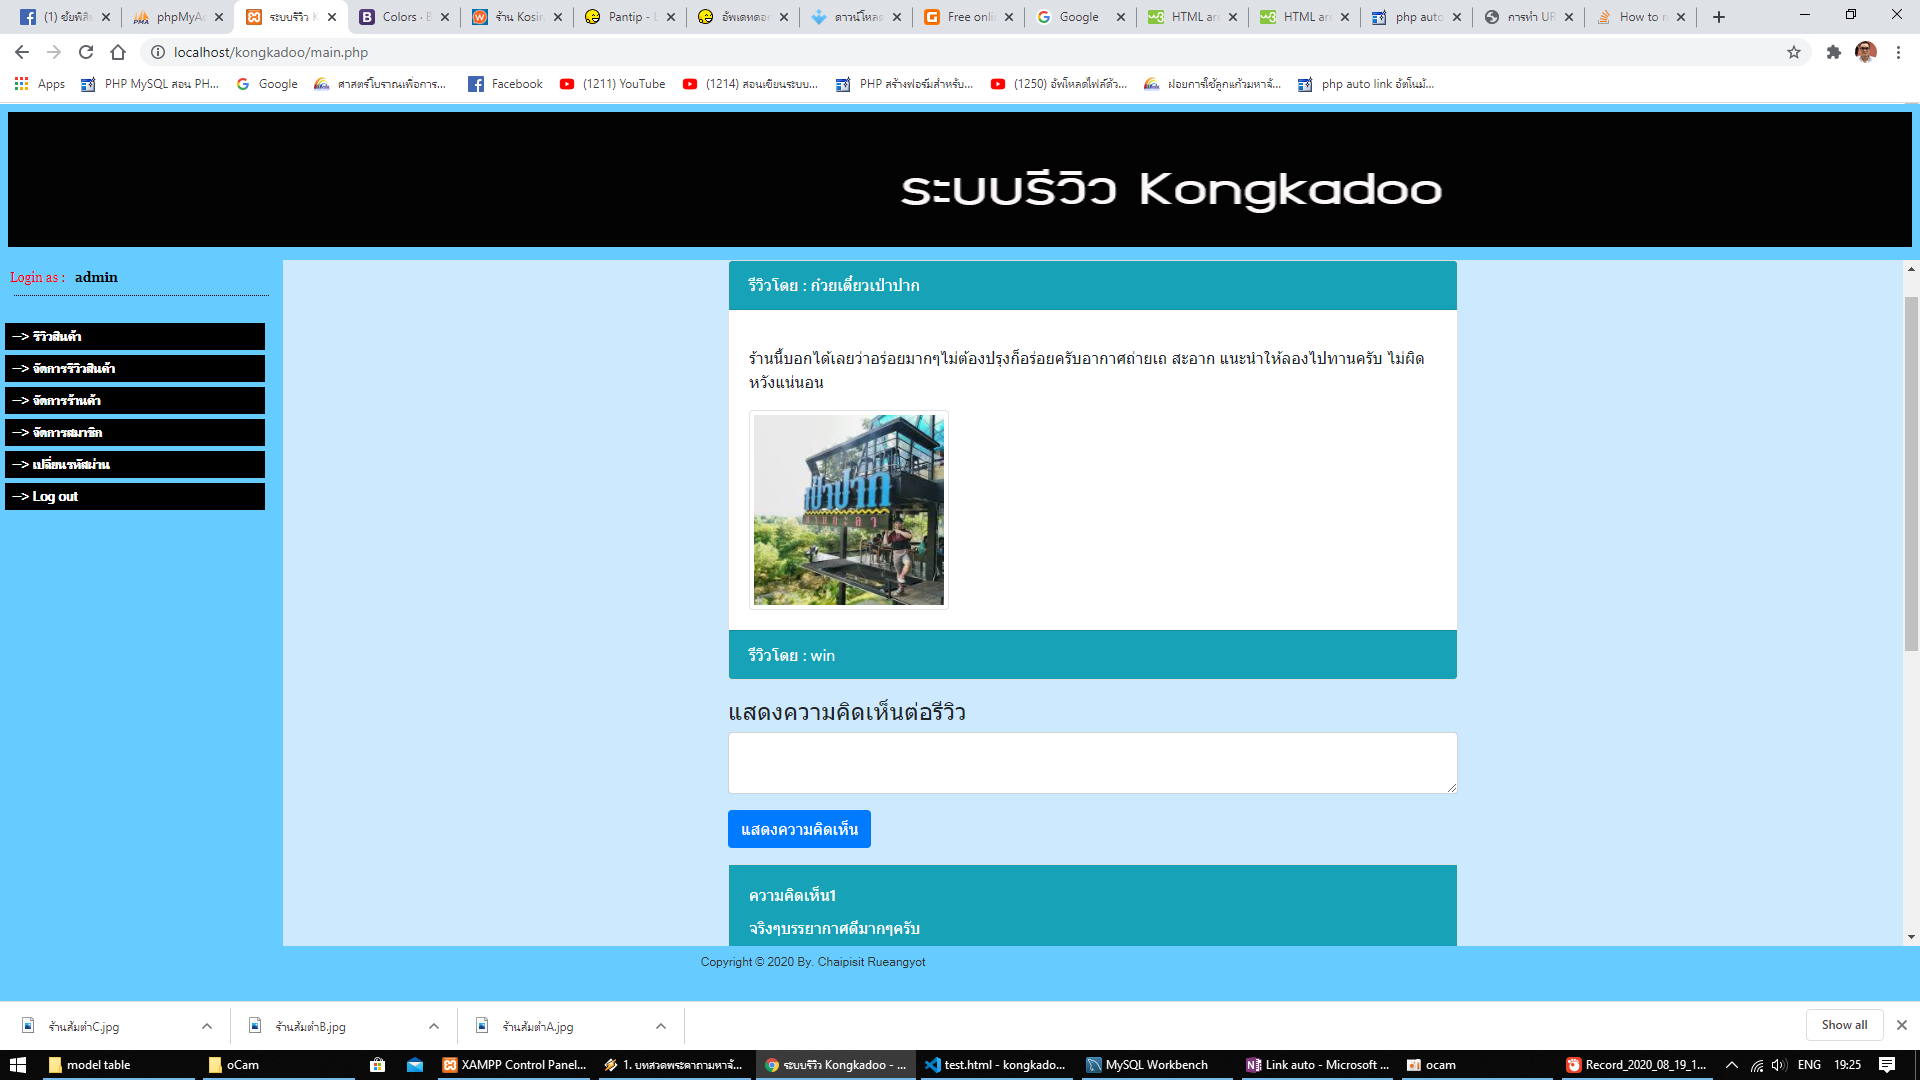 (1) ชัยพิสิ
phpMyAd
ระบบรีวิว K
Colors · B
ร้าน Kosin
Pantip - L
อัพเดทดอ
ดาวน์โหลด
Free onli
Google
HTML are
HTML are
php auto
การทำ UR
How to m
localhost/kongkadoo/main.php
Apps
PHP MySQL สอน PH...
Google
ศาสตร์โบราณเพื่อการ...
Facebook
(1211) YouTube
(1214) สอนเขียนระบบ...
PHP สร้างฟอร์มสำหรับ...
(1250) อัพโหลดไฟล์ด้ว...
ฝอยการใช้ลูกแก้วมหาจั...
php auto link อัตโนมั...
ระบบรีวิว Kongkadoo
Login as : admin
--> รีวิวสินค้า
--> จัดการรีวิวสินค้า
--> จัดการร้านค้า
--> จัดการสมาชิก
--> เปลี่ยนรหัสผ่าน
--> Log out
รีวิวโดย : ก๋วยเตี๋ยวเป่าปาก
ร้านนี้บอกได้เลยว่าอร่อยมากๆไม่ต้องปรุงก็อร่อยครับอากาศถ่ายเถ สะอาก แนะนำให้ลองไปทานครับ ไม่ผิด
หวังแน่นอน
เป่าปาก
รีวิวโดย : win
แสดงความคิดเห็นต่อรีวิว
แสดงความคิดเห็น
ความคิดเห็น1
จริงๆบรรยากาศดีมากๆครับ
Copyright © 2020 By. Chaipisit Rueangyot
ร้านส้มตำC.jpg
ร้านส้มตำB.jpg
ร้านส้มตำA.jpg
Show all
model table
oCam
XAMPP Control Panel...
1. บทสวดพระคาถามหาจั...
ระบบรีวิว Kongkadoo - ...
test.html - kongkado...
MySQL Workbench
Link auto - Microsoft ...
ocam
Record_2020_08_19_1...
ENG
19:25